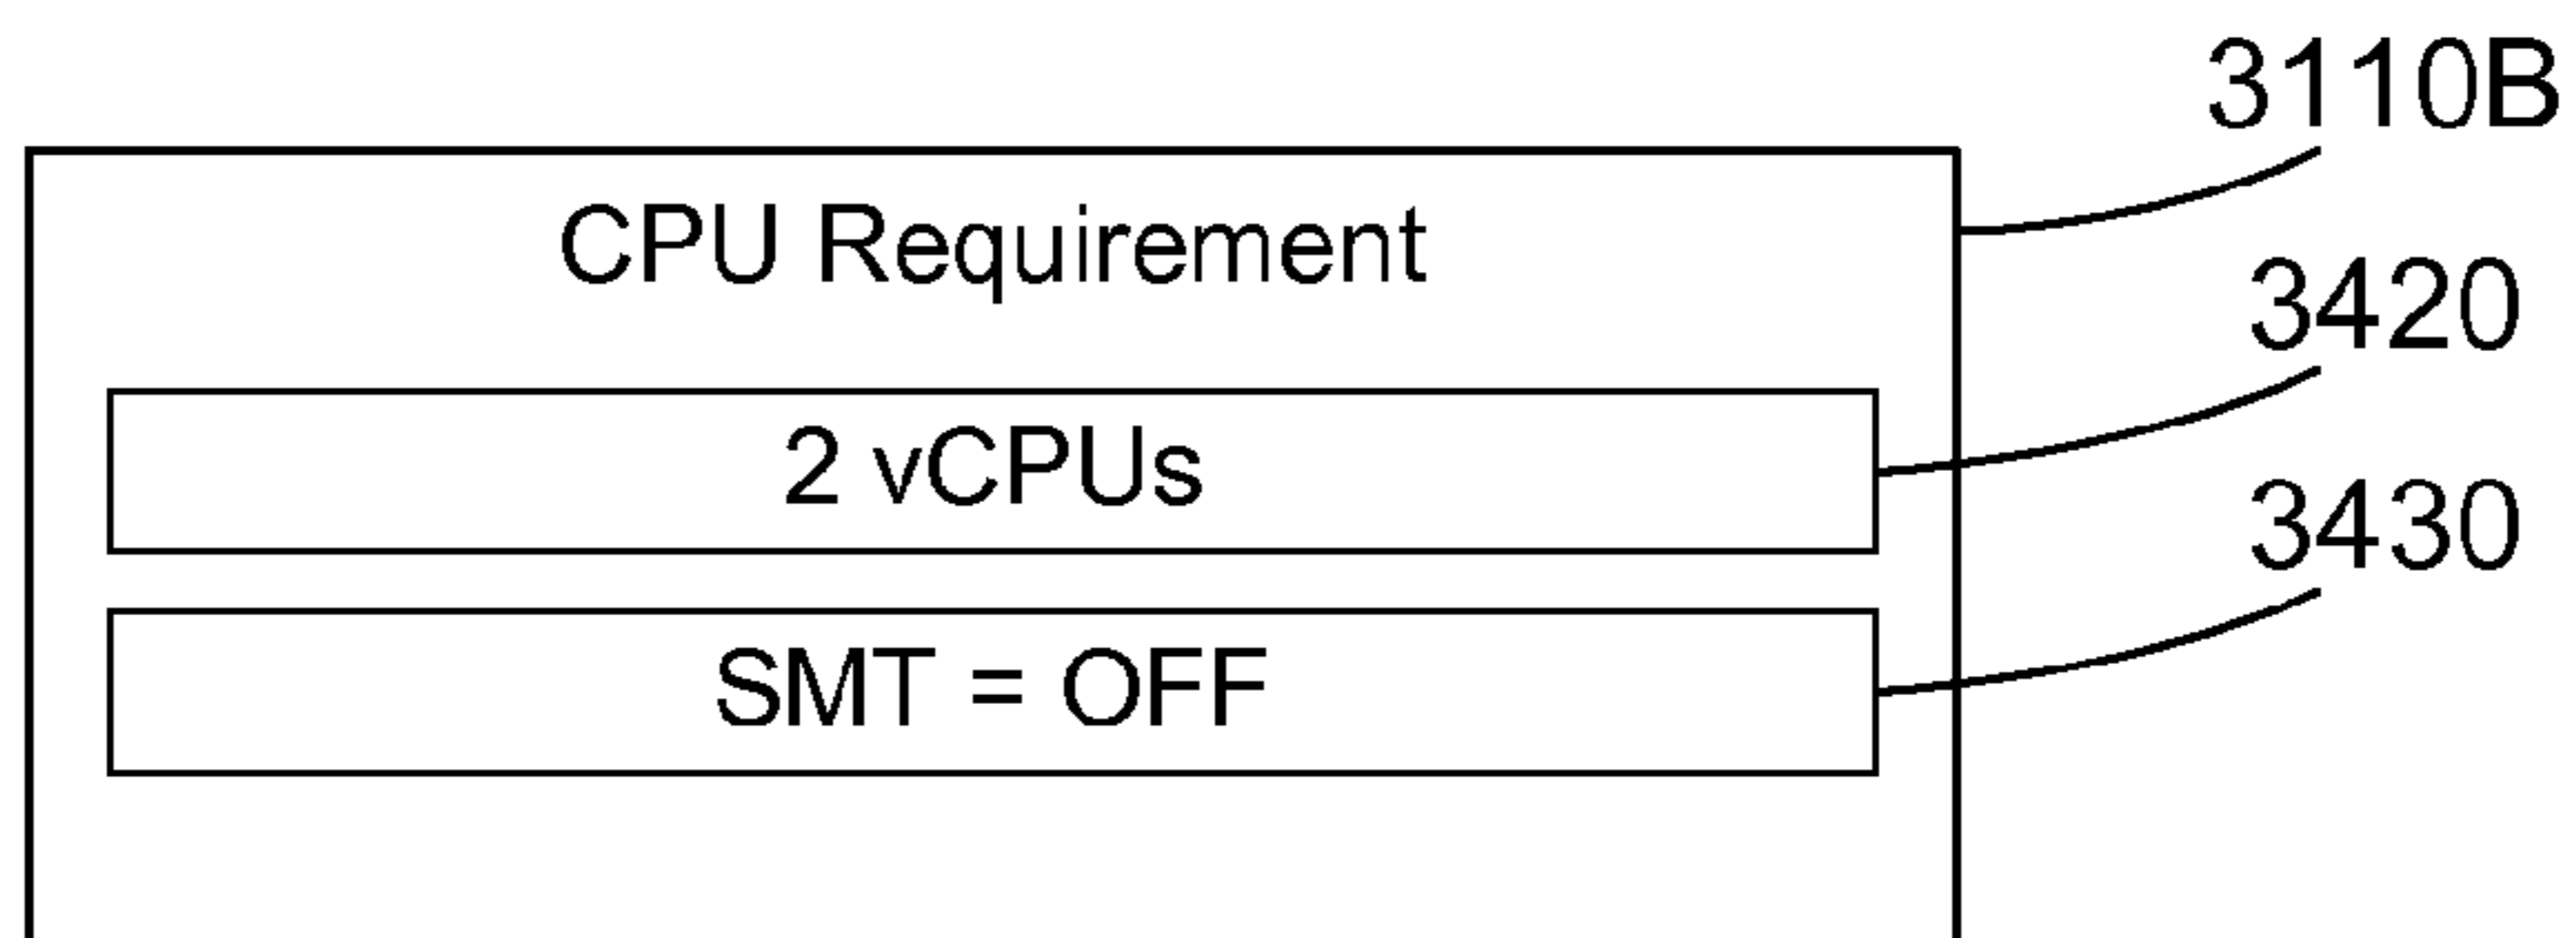 3110B
CPU Requirement
3420
2 vCPUs
3430
SMT = OFF